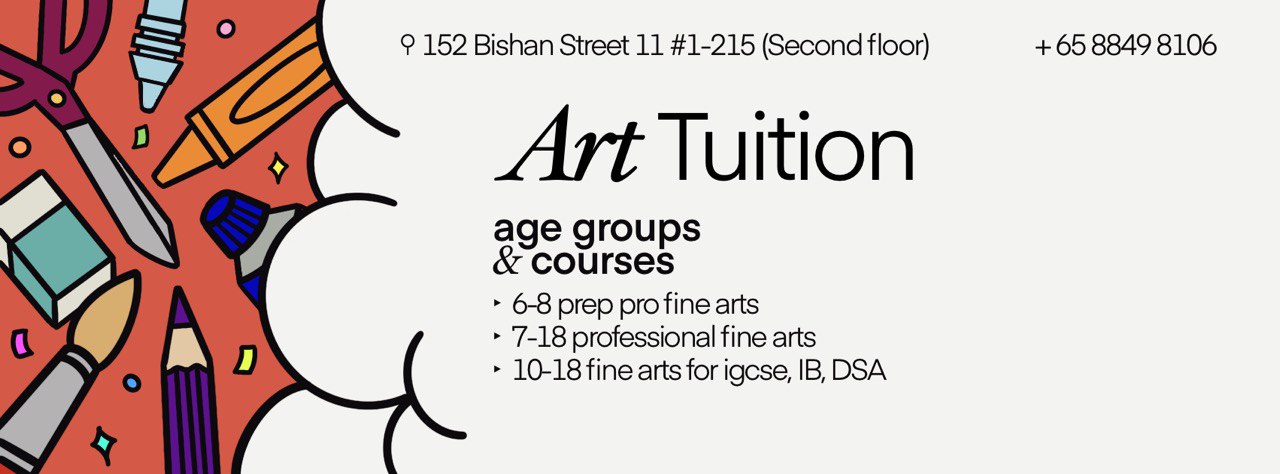 152 Bishan Street 11 #1-215 (Second floor)
+ 65 8849 8106
Art Tuition
age groups
& courses
‣ 6-8 prep pro fine arts
‣ 7-18 professional fine arts
‣ 10-18 fine arts for igcse, IB, DSA